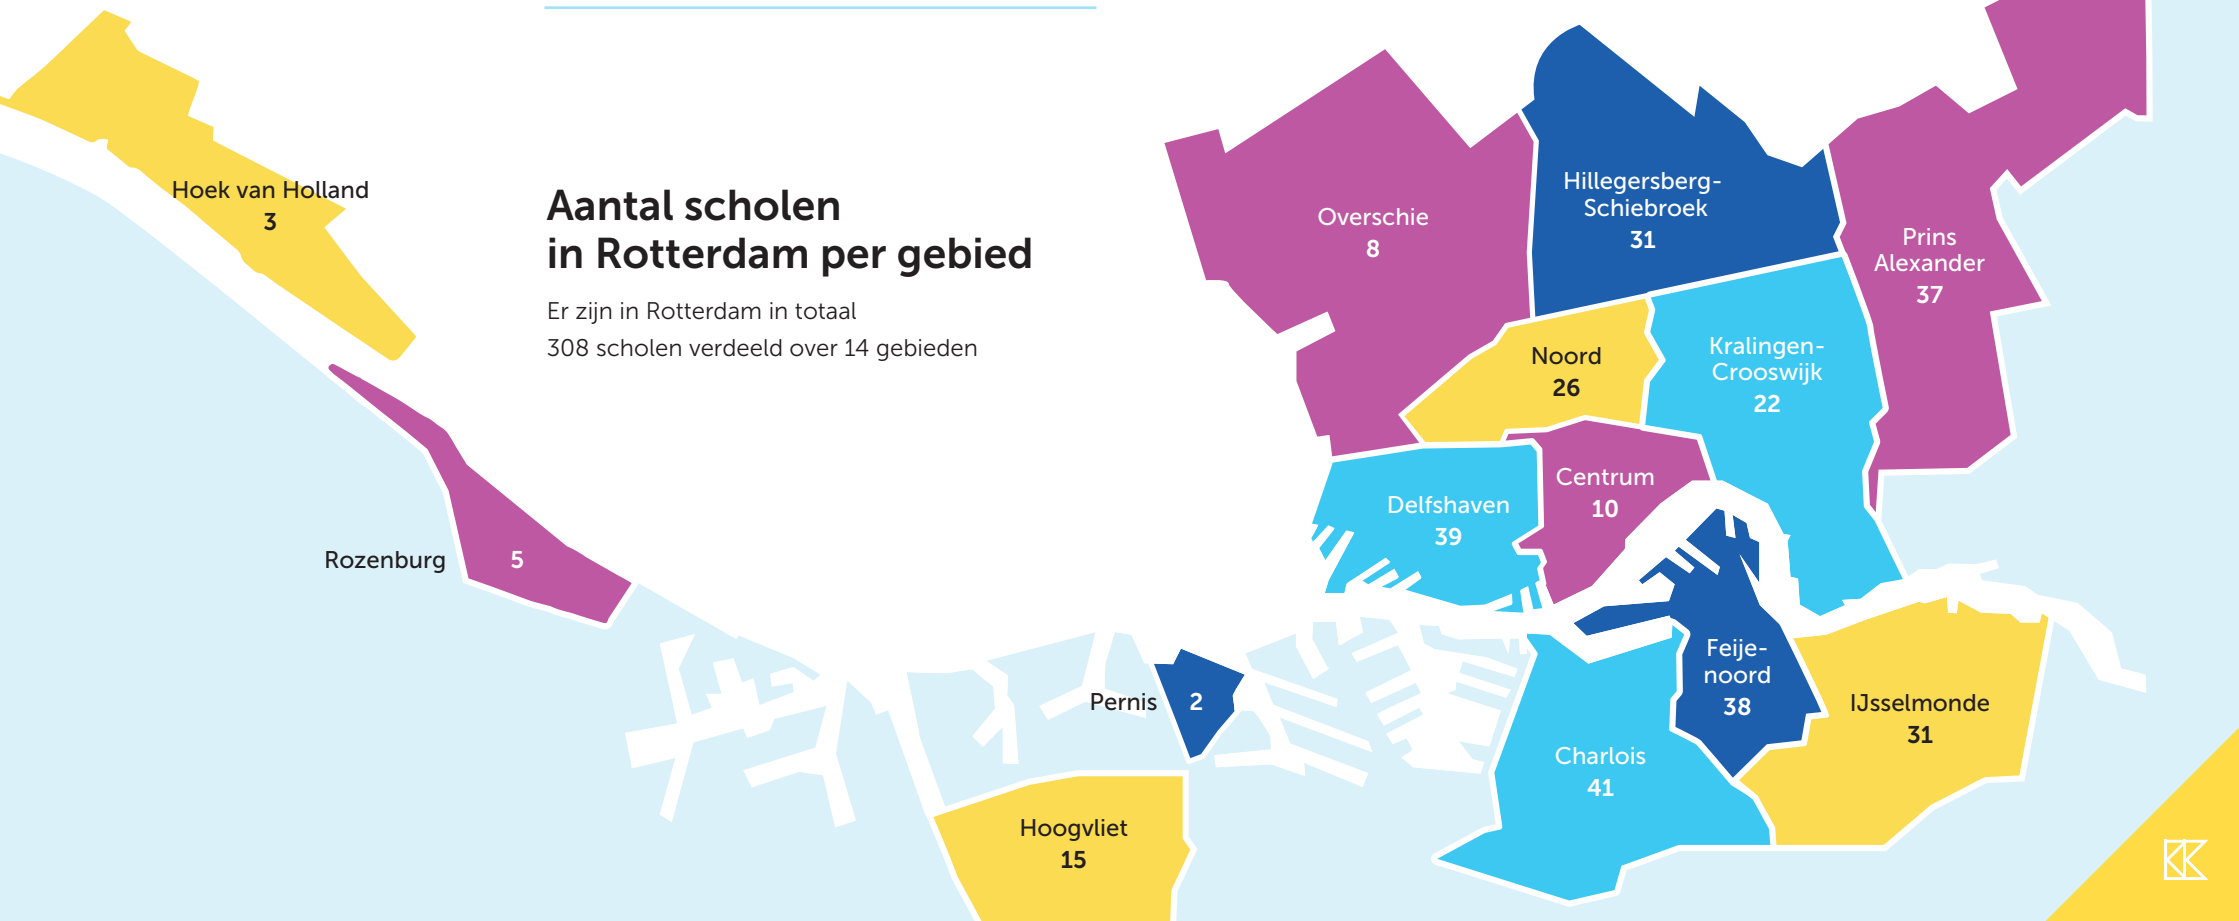 Aantal scholen
in Rotterdam per gebied
Er zijn in Rotterdam in totaal
308 scholen verdeeld over 14 gebieden
Hoek van Holland
3
Rozenburg
5
Pernis
2
Hoogvliet
15
Overschie
8
Hillegersberg-
Schiebroek
31
Prins
Alexander
37
Noord
26
Kralingen-
Crooswijk
22
Delfshaven
39
Centrum
10
Feije-
noord
38
IJsselmonde
31
Charlois
41